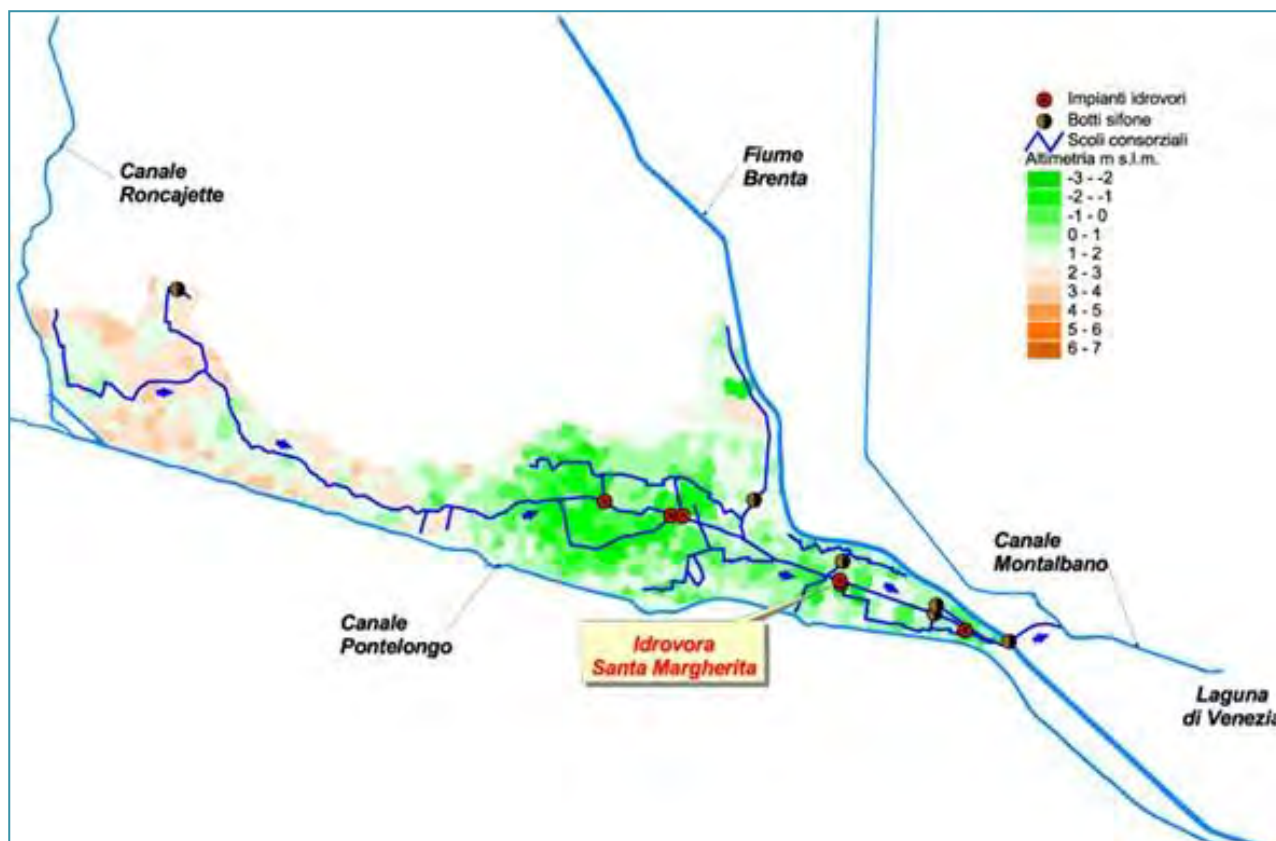 Impianti idrovori
Botti sifone
Scoli consorziali
Altimetria m s.l.m.
-3 - -2
-2 - -1
-1 - 0
0 - 1
1 - 2
2 - 3
3 - 4
4 - 5
5 - 6
6 - 7
Canale
Roncajette
Fiume
Brenta
Canale
Montalbano
Canale
Pontelongo
Idrovora
Santa Margherita
Laguna
di Venezia